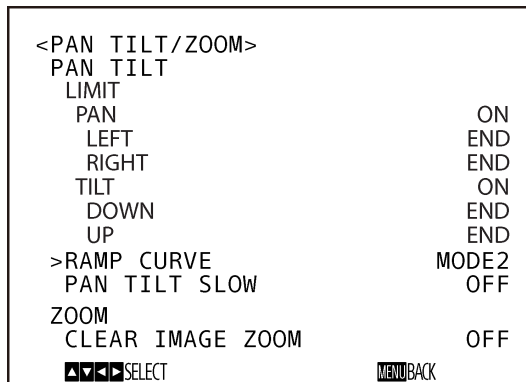 <PAN TILT/ZOOM>
PAN TILT
LIMIT
PAN ON
LEFT END
RIGHT END
TILT ON
DOWN END
UP END
>RAMP CURVE MODE2
PAN TILT SLOW OFF
ZOOM
CLEAR IMAGE ZOOM OFF
▲▼◀▶SELECT MENU BACK